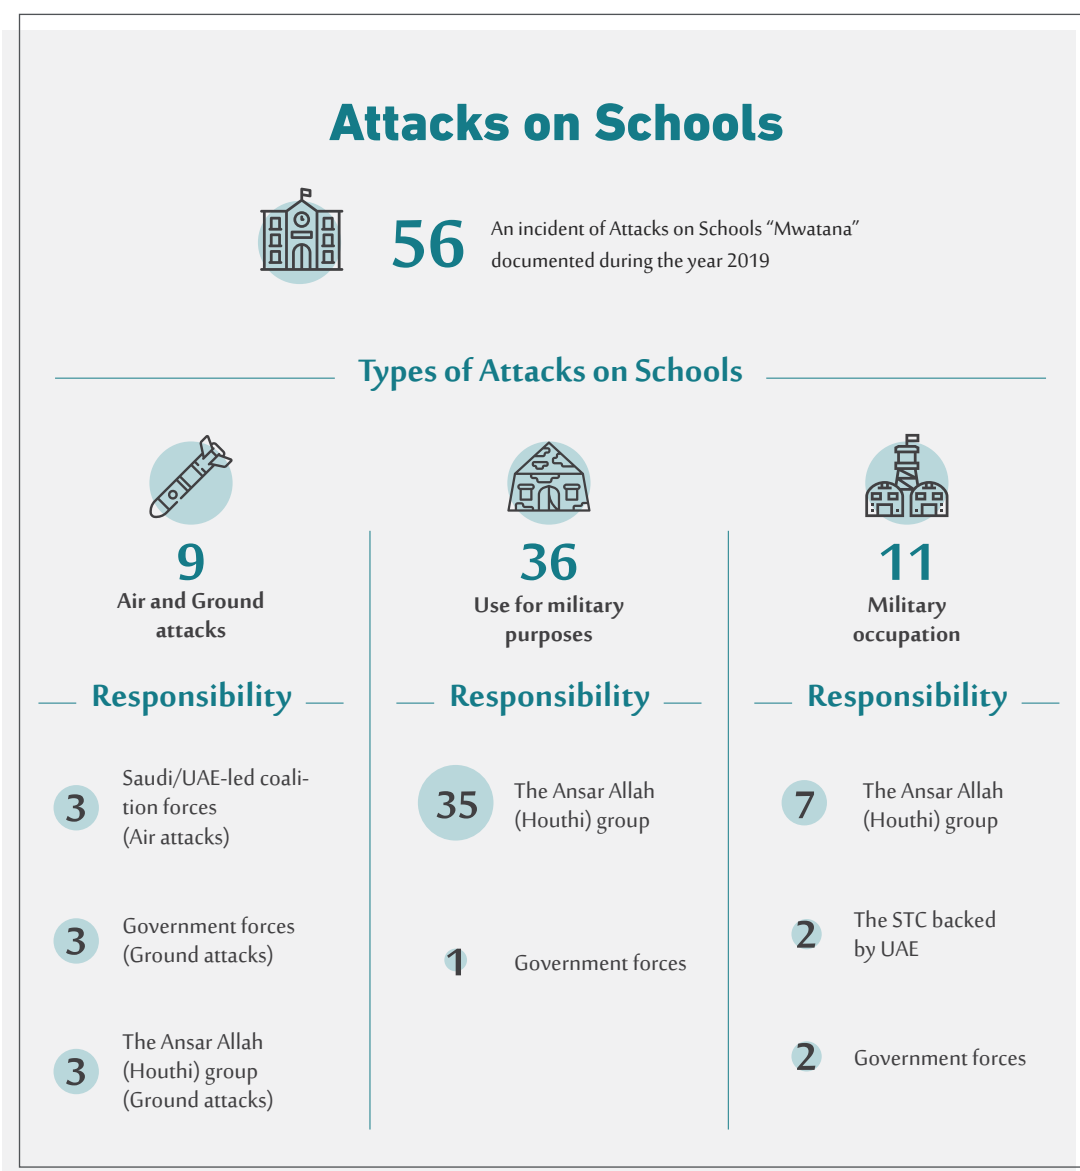 Attacks on Schools
56
An incident of Attacks on Schools “Mwatana”
documented during the year 2019
Types of Attacks on Schools
9
Air and Ground
attacks
Responsibility
3
Saudi/UAE-led coali-
tion forces
(Air attacks)
3
Government forces
(Ground attacks)
3
The Ansar Allah
(Houthi) group
(Ground attacks)
36
Use for military
purposes
Responsibility
35
The Ansar Allah
(Houthi) group
1
Government forces
11
Military
occupation
Responsibility
7
The Ansar Allah
(Houthi) group
2
The STC backed
by UAE
2
Government forces